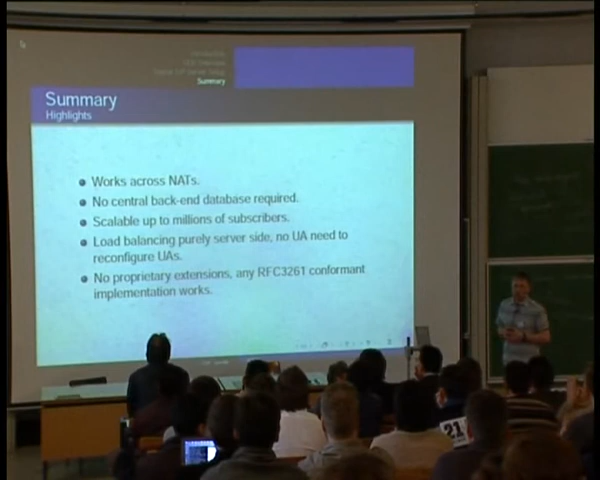 Summary
Summary
Highlights
Works across NATs.
No central back-end database required.
Scalable up to millions of subscribers.
Load balancing purely server side, no UA need to
reconfigure UAs.
No proprietary extensions, any RFC3261 conformant
implementation works.
21